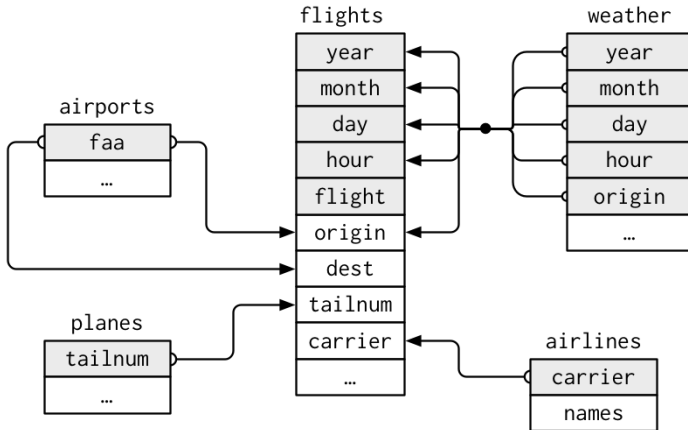 flights
year
month
day
hour
flight
origin
dest
tailnum
carrier
…
weather
year
month
day
hour
origin
…
airports
faa
…
planes
tailnum
…
airlines
carrier
names